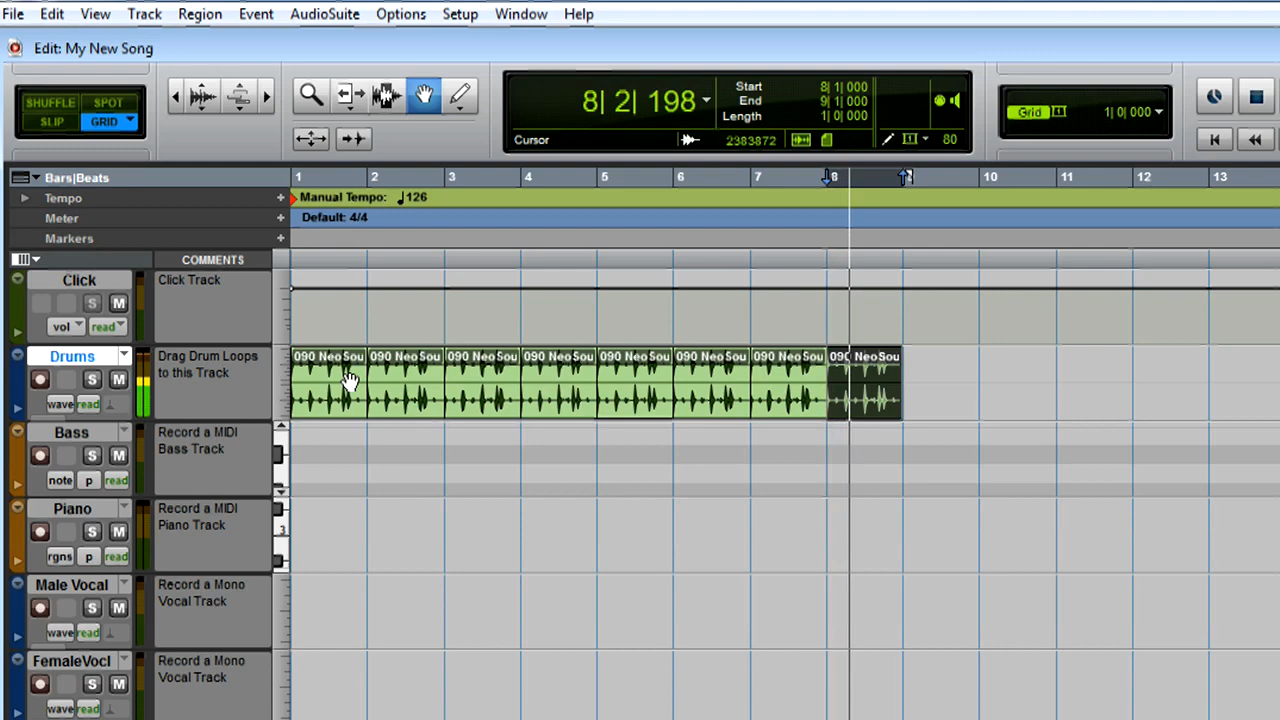 File Edit View Track Region Event AudioSuite Options Setup Window Help
Edit: My New Song
SHUFFLE SPOT
SLIP GRID
8| 2| 198
Start 8| 1| 000
End 9| 1| 000
Length 1| 0| 000
Cursor 2383872 80
Grid 1| 0| 000
Bars|Beats 1 2 3 4 5 6 7 8 9 10 11 12 13
Tempo + Manual Tempo: 126
Meter + Default: 4/4
Markers +
COMMENTS
Click Click Track
S M
vol read
Drums Drag Drum Loops
to this Track
090 NeoSou 090 NeoSou 090 NeoSou 090 NeoSou 090 NeoSou 090 NeoSou 090 NeoSou 090 NeoSou
S M
wave read
Bass Record a MIDI
Bass Track
S M
note p read
Piano Record a MIDI
Piano Track
S M
3
rgns p read
Male Vocal Record a Mono
Vocal Track
S M
wave read
FemaleVocl Record a Mono
Vocal Track
S M
wave read